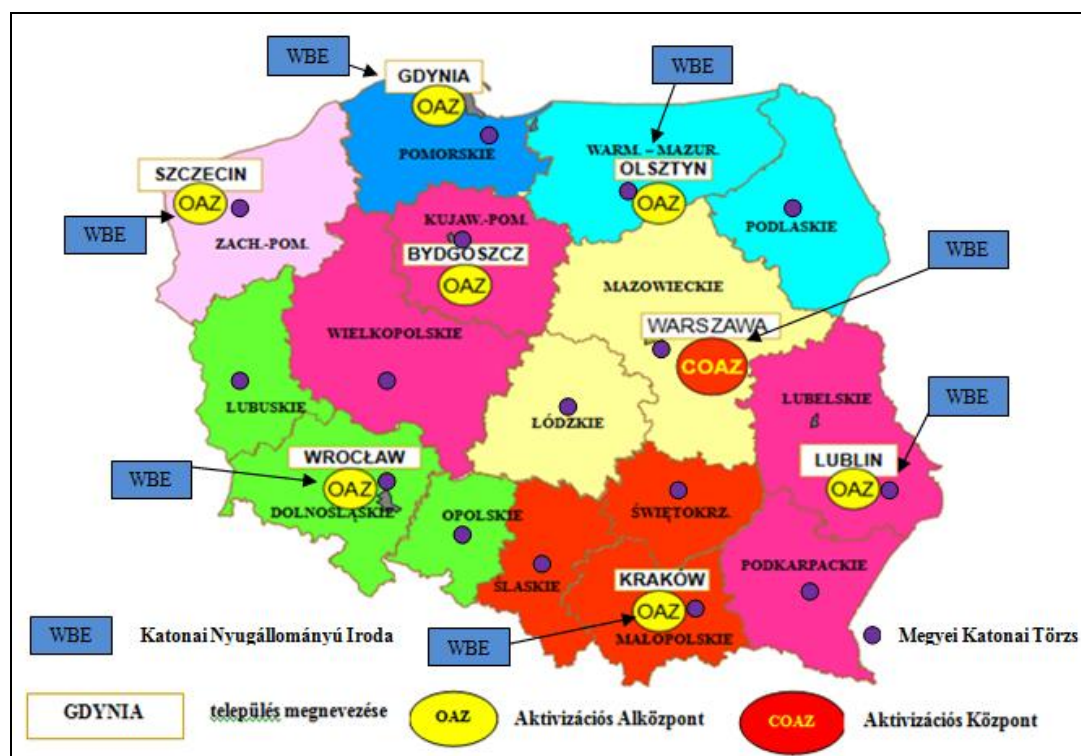 WBE
GDYNIA
OAZ
POMORSKIE
WBE
WARM. – MAZUR.
OLSZTYN
OAZ
SZCZECIN
OAZ
WBE
ZACH.-POM.
KUJAW.-POM.
BYDGOSZCZ
OAZ
PODLASKIE
WBE
MAZOWIECKIE
WARSZAWA
COAZ
WIELKOPOLSKIE
LUBUSKIE
ŁÓDZKIE
LUBELSKIE
WBE
LUBLIN
OAZ
WROCŁAW
OAZ
WBE
DOLNOŚLĄSKIE
OPOLSKIE
ŚWIĘTOKRZ.
ŚLASKIE
KRAKÓW
OAZ
MAŁOPOLSKIE
PODKARPACKIE
WBE
WBE Katonai Nyugállományú Iroda
Megyei Katonai Törzs
GDYNIA település megnevezése
OAZ Aktivizációs Alközpont
COAZ Aktivizációs Központ